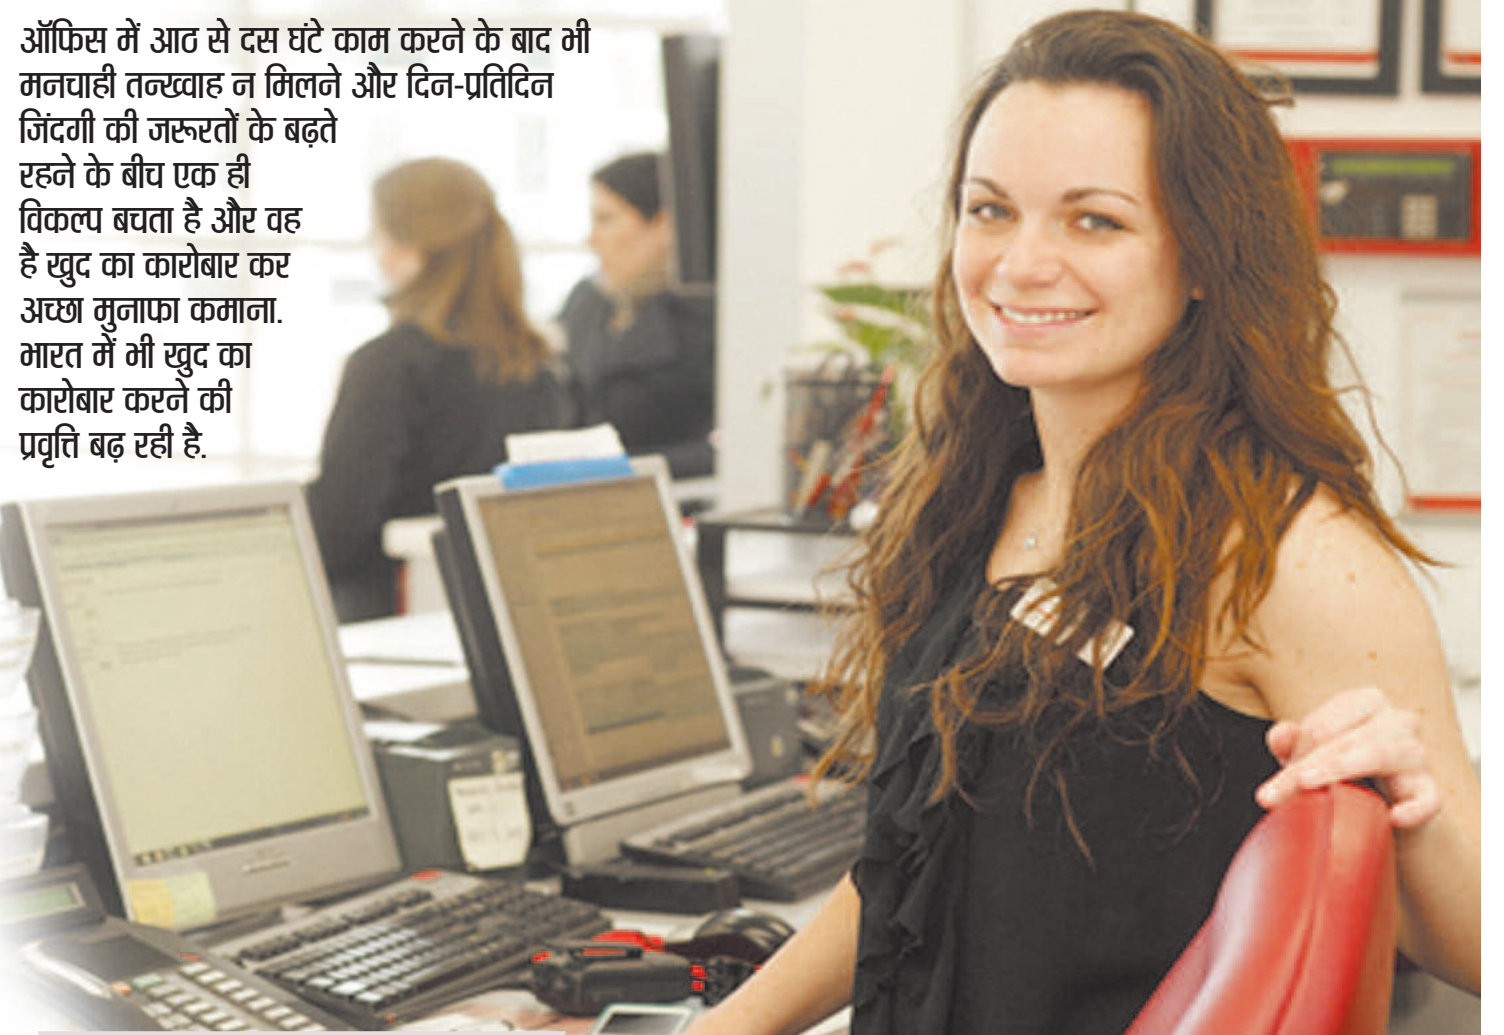 ऑफिस में आठ से दस घंटे काम करने के बाद भी
मनचाही तन्ख्वाह न मिलने और दिन-प्रतिदिन
जिंदगी की जरूरतों के बढ़ते
रहने के बीच एक ही
विकल्प बचता है और वह
है खुद का कारोबार कर
अच्छा मुनाफा कमाना.
भारत में भी खुद का
कारोबार करने की
प्रवृत्ति बढ़ रही है.